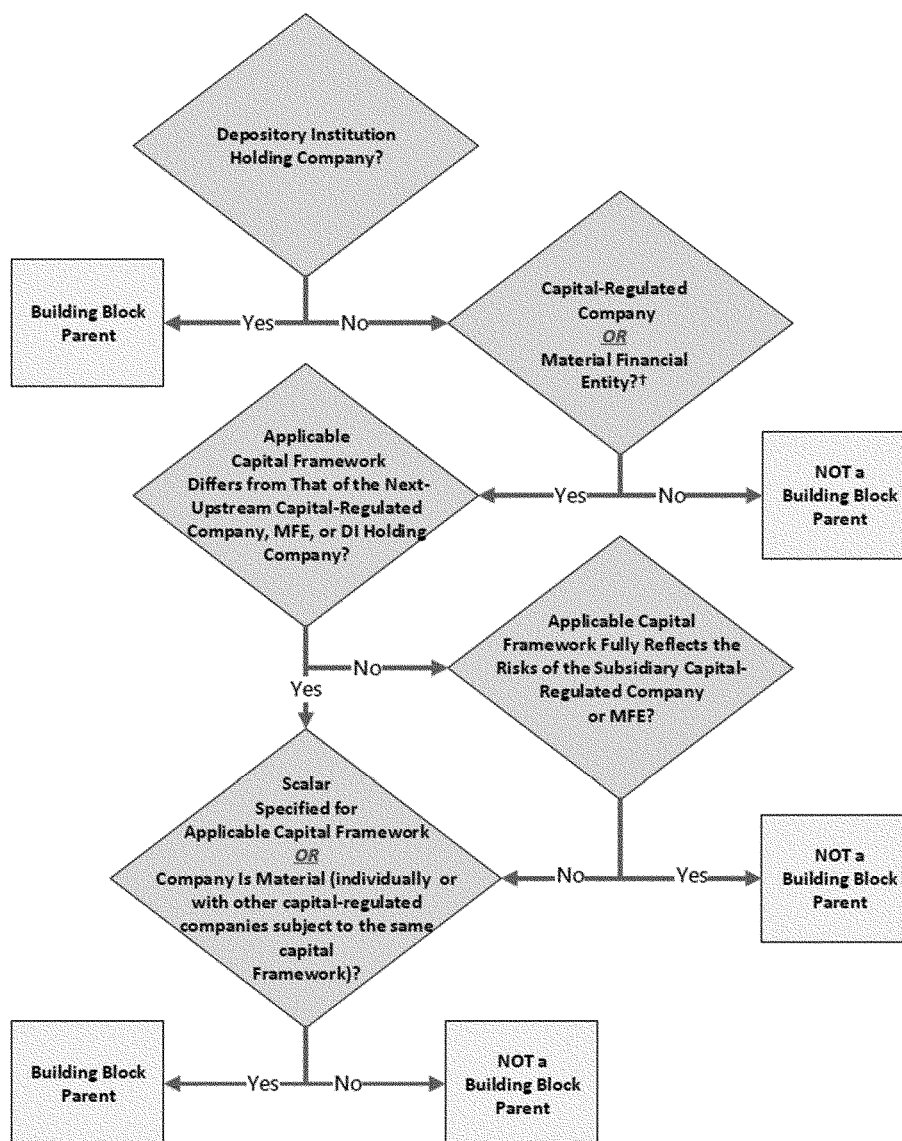 Depository Institution
Holding Company?
Building Block
Parent
Yes
No
Capital-Regulated
Company
OR
Material Financial
Entity?†
Applicable
Capital Framework
Differs from That of the Next-
Upstream Capital-Regulated
Company, MFE, or DI Holding
Company?
Yes
No
NOT a
Building Block
Parent
No
Yes
Applicable Capital
Framework Fully Reflects the
Risks of the Subsidiary Capital-
Regulated Company
or MFE?
Scalar
Specified for
Applicable Capital Framework
OR
Company Is Material (individually or
with other capital-regulated
companies subject to the same
capital
Framework)?
No
Yes
NOT a
Building Block
Parent
Building Block
Parent
Yes
No
NOT a
Building Block
Parent